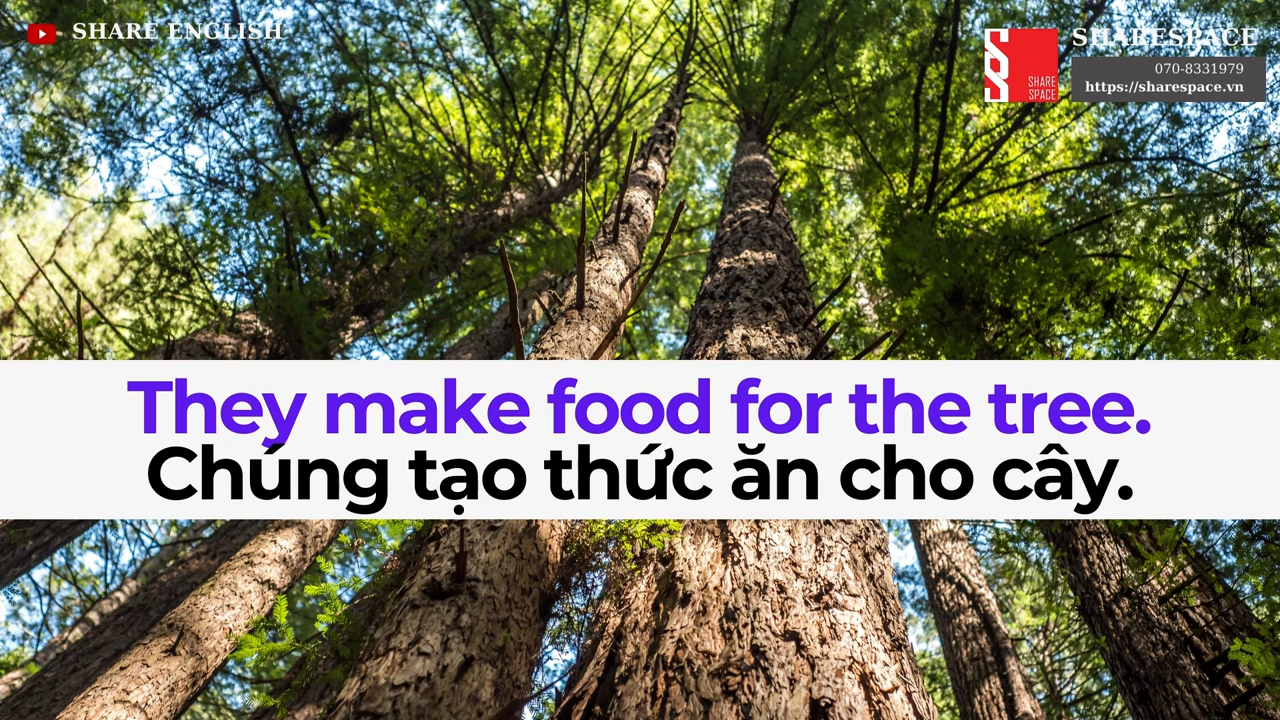 SHARE ENGLISH
SHARESPACE
070-8331979
https://sharespace.vn
SHARE
SPACE
They make food for the tree.
Chúng tạo thức ăn cho cây.